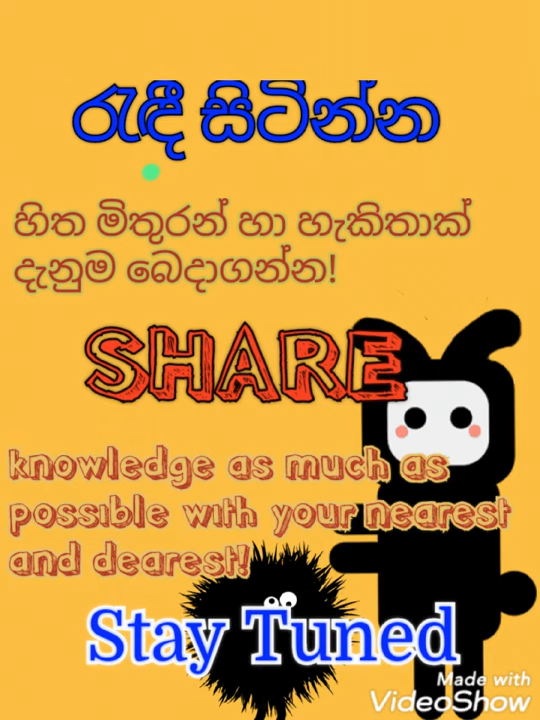 රැඳී සිටින්න
හිත මිතුරන් හා හැකිතාක්
දැනුම බෙදාගන්න!
SHARE
knowledge as much as
possible with your nearest
and dearest!
Stay Tuned
Made with
VideoShow